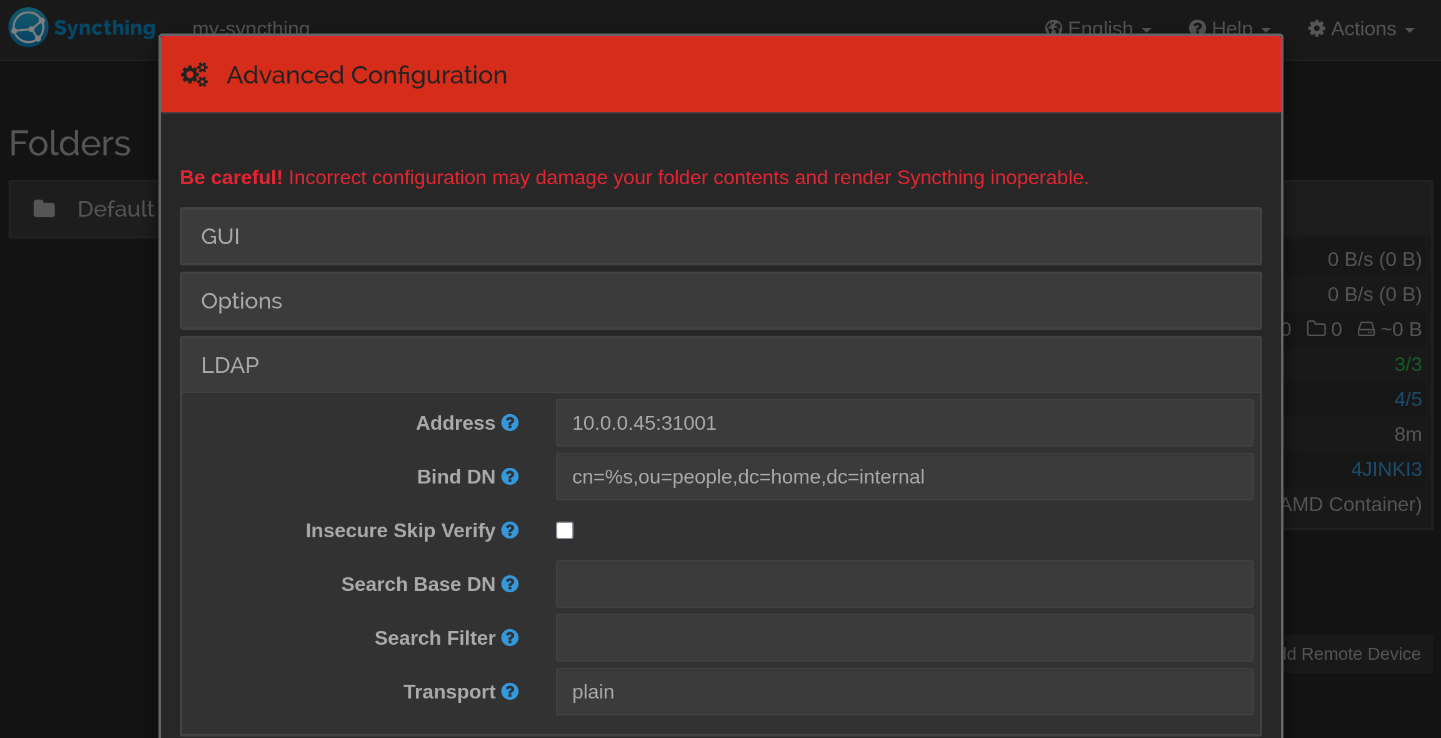 Syncthing my-syncthing English Help Actions
Advanced Configuration
Folders
Be careful! Incorrect configuration may damage your folder contents and render Syncthing inoperable.
Default
GUI
0 B/s (0 B)
Options
0 B/s (0 B)
0 0 ~0 B
LDAP
3/3
Address 10.0.0.45:31001
4/5
8m
Bind DN cn=%s,ou=people,dc=home,dc=internal
4JINKI3
AMD Container)
Insecure Skip Verify
Search Base DN
Search Filter
Remote Device
Transport plain